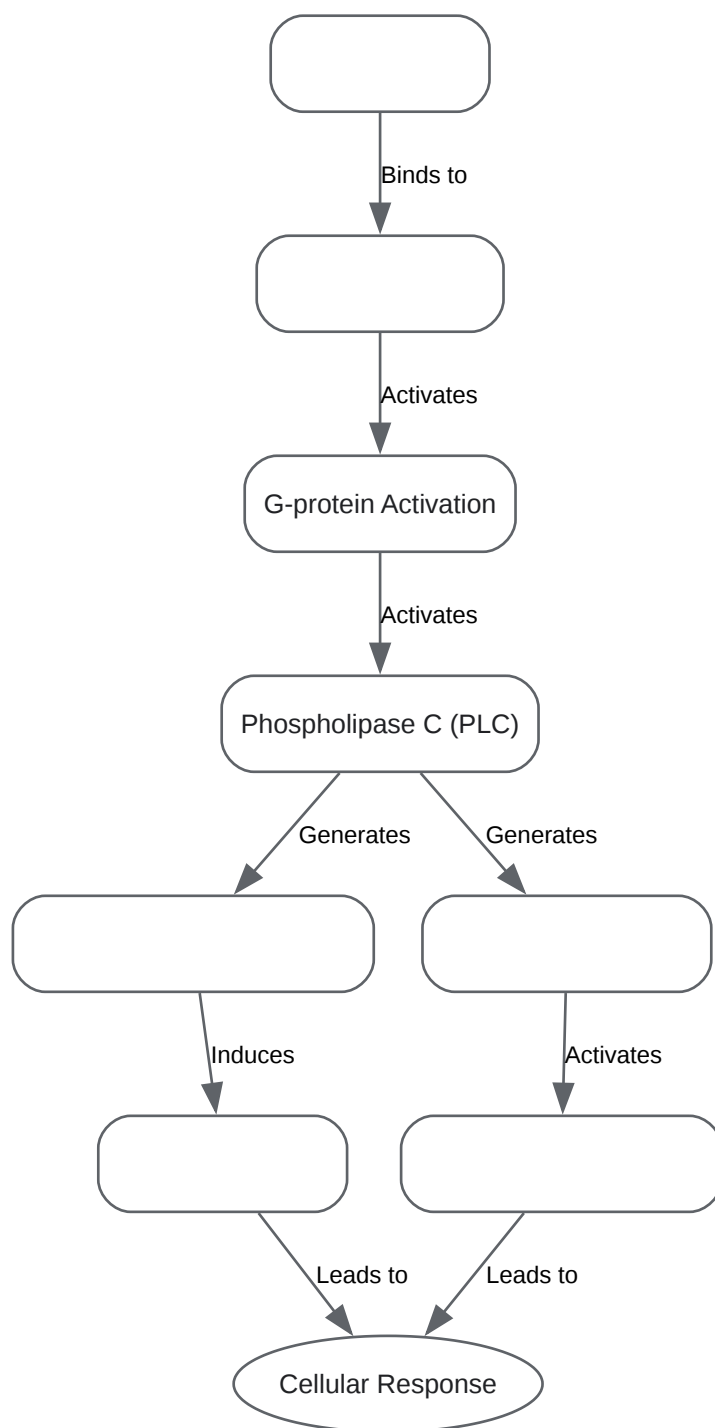 Binds to
Activates
G-protein Activation
Activates
Phospholipase C (PLC)
Generates
Generates
Induces
Activates
Leads to
Leads to
Cellular Response